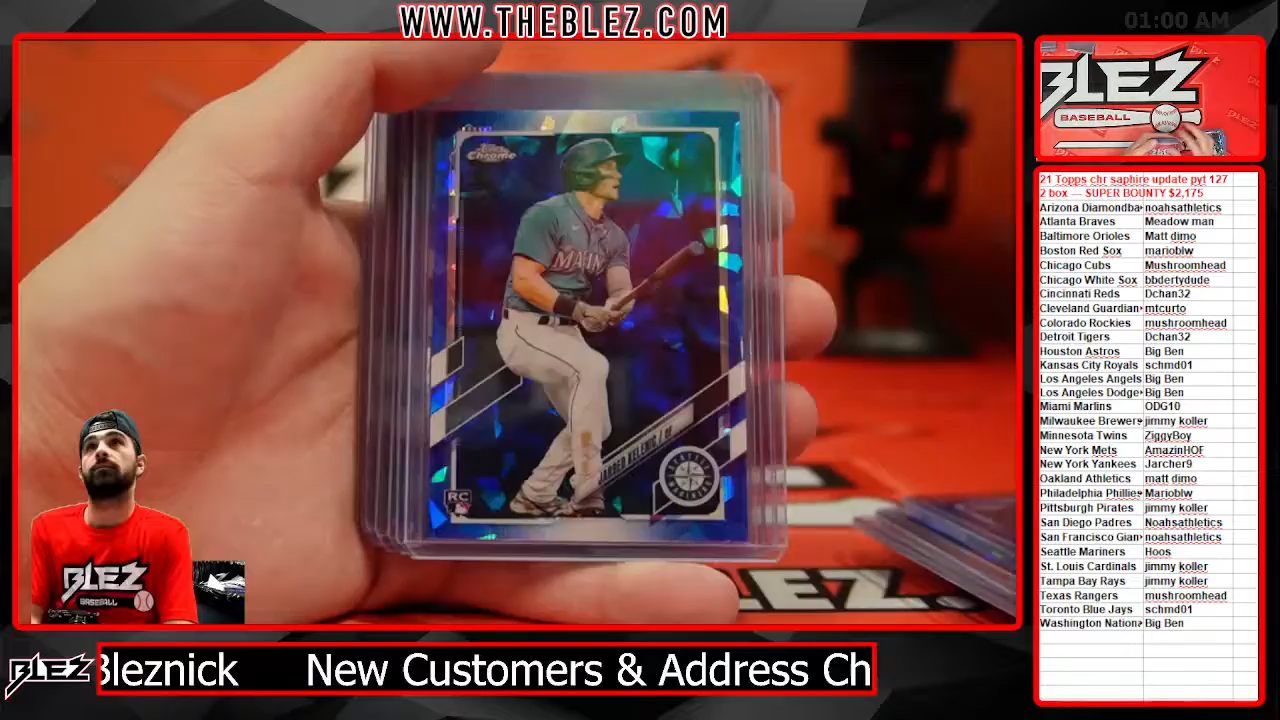 WWW.THEBLEZ.COM
01:00 AM
BLEZ
BASEBALL
Topps
Chrome
MARIN
JARRED KELENIC / OF
RC
SEATTLE
MARINERS
BLEZ
BASEBALL
21 Topps chr saphire update pyt 127
2 box — SUPER BOUNTY $2,175
Arizona Diamondba noahsathletics
Atlanta Braves Meadow man
Baltimore Orioles Matt dimo
Boston Red Sox marioblw
Chicago Cubs Mushroomhead
Chicago White Sox bbdertydude
Cincinnati Reds Dchan32
Cleveland Guardian
Colorado Rockies mushroomhead
Detroit Tigers Dchan32
Houston Astros Big Ben
Kansas City Royals schmd01
Los Angeles Angels Big Ben
Los Angeles Dodge Big Ben
Miami Marlins ODG10
Milwaukee Brewers jimmy koller
Minnesota Twins ZiggyBoy
New York Mets AmazinHOF
New York Yankees Jarcher9
Oakland Athletics matt dimo
Philadelphia Phillie Marioblw
Pittsburgh Pirates jimmy koller
San Diego Padres Noahsathletics
San Francisco Gian noahsathletics
Seattle Mariners Hoos
St. Louis Cardinals jimmy koller
Tampa Bay Rays jimmy koller
Texas Rangers mushroomhead
Toronto Blue Jays schmd01
Washington Nation Big Ben
BLEZ
Bleznick New Customers & Address Ch